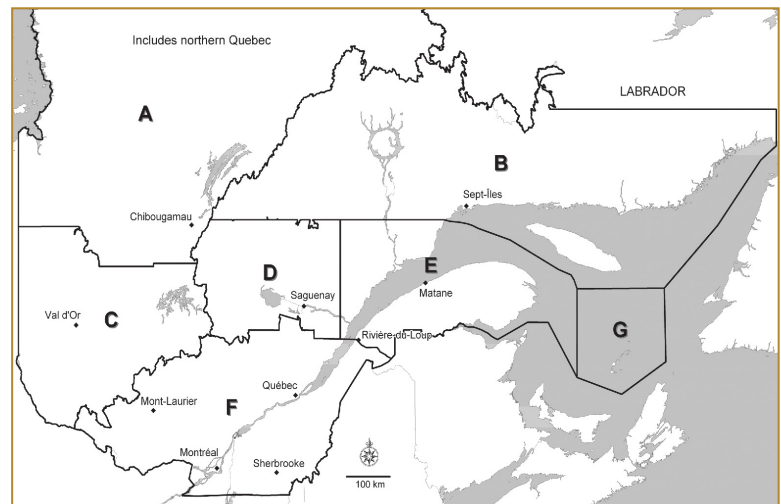 Includes northern Quebec
LABRADOR
A
B
Sept-Îles
Chibougamau
E
D
Saguenay
Matane
Val d'Or
C
G
Rivière-du-Loup
Québec
Mont-Laurier
F
Montréal
Sherbrooke
100 km